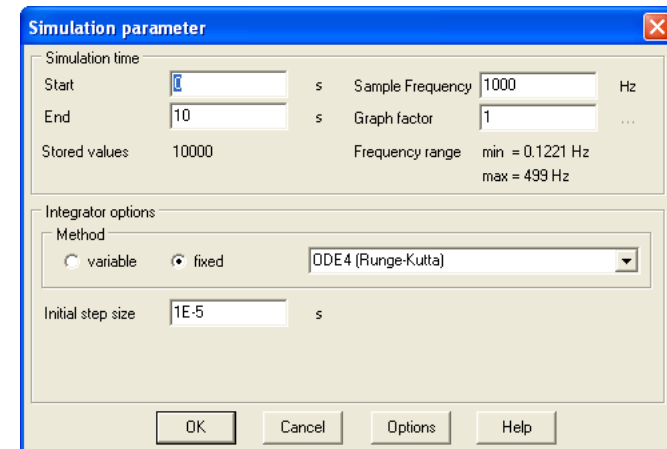 Simulation parameter
Simulation time
Start 0 s Sample Frequency 1000 Hz
End 10 s Graph factor 1 ...
Stored values 10000 Frequency range min = 0.1221 Hz
max = 499 Hz
Integrator options
Method
variable fixed ODE4 (Runge-Kutta)
Initial step size 1E-5 s
OK Cancel Options Help